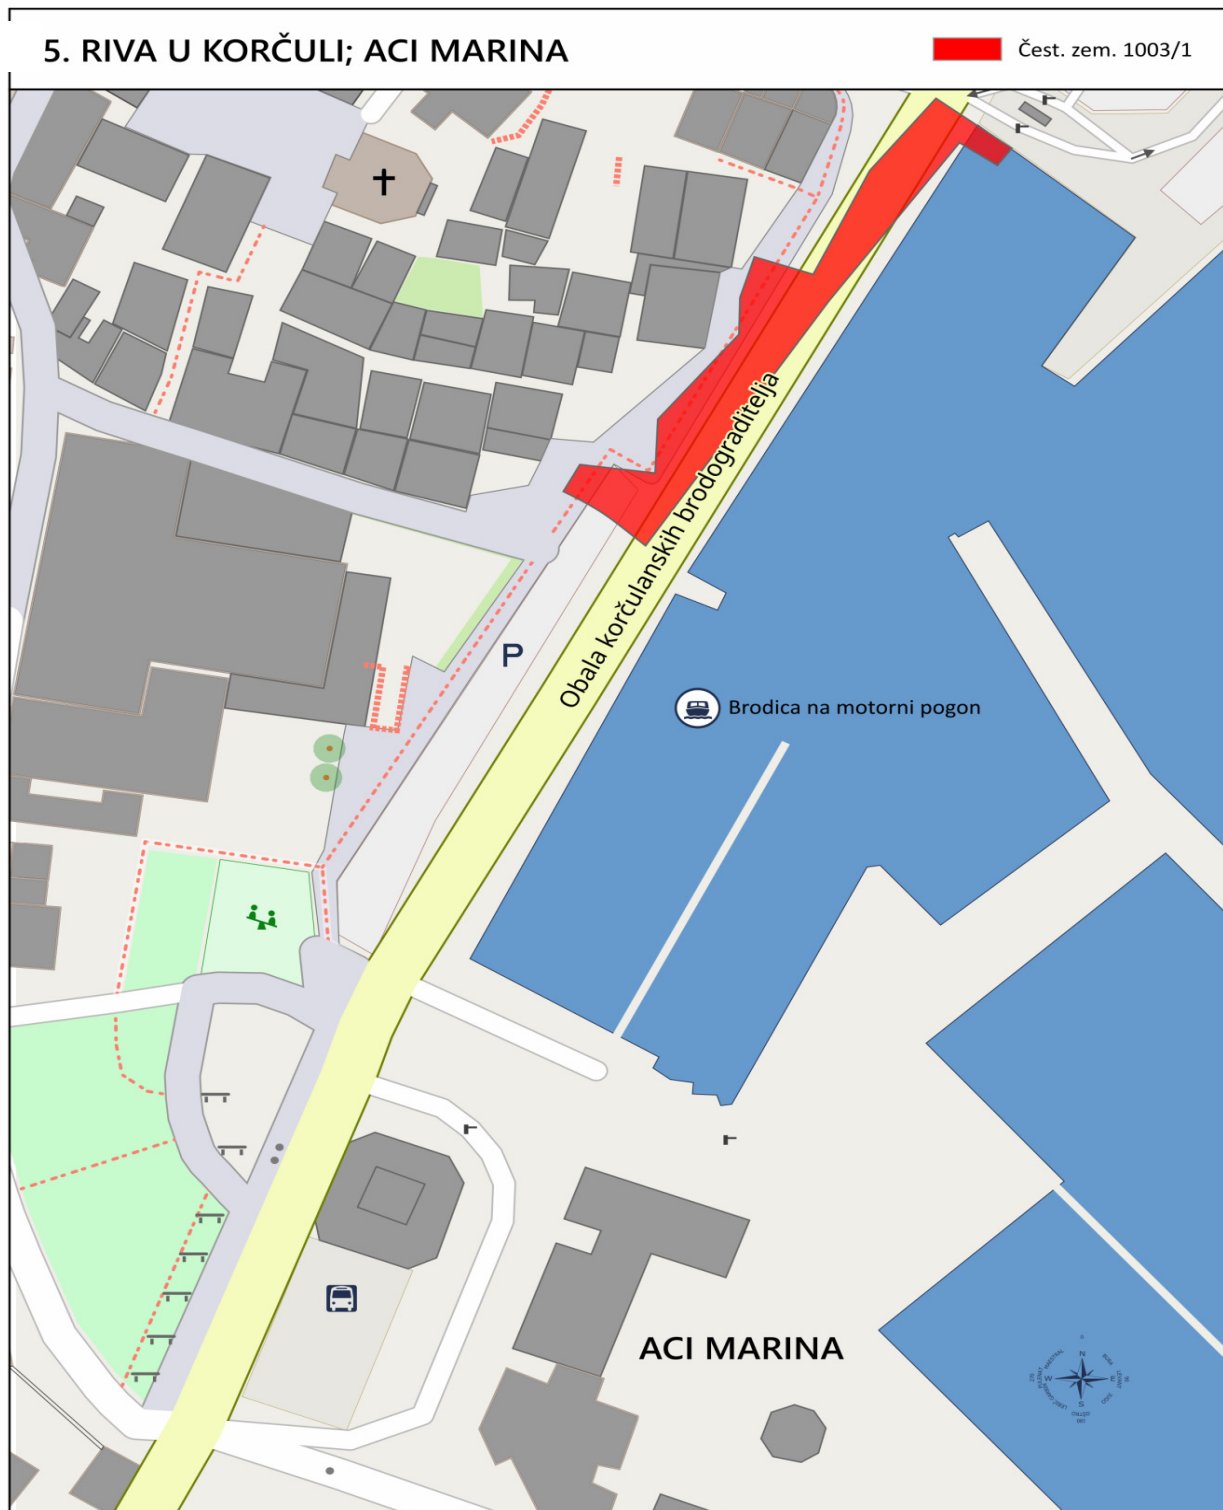 5. RIVA U KORČULI; ACI MARINA
Čest. zem. 1003/1
Obala korčulanskih brodograditelja
P
Brodica na motorni pogon
ACI MARINA
N
W E
S